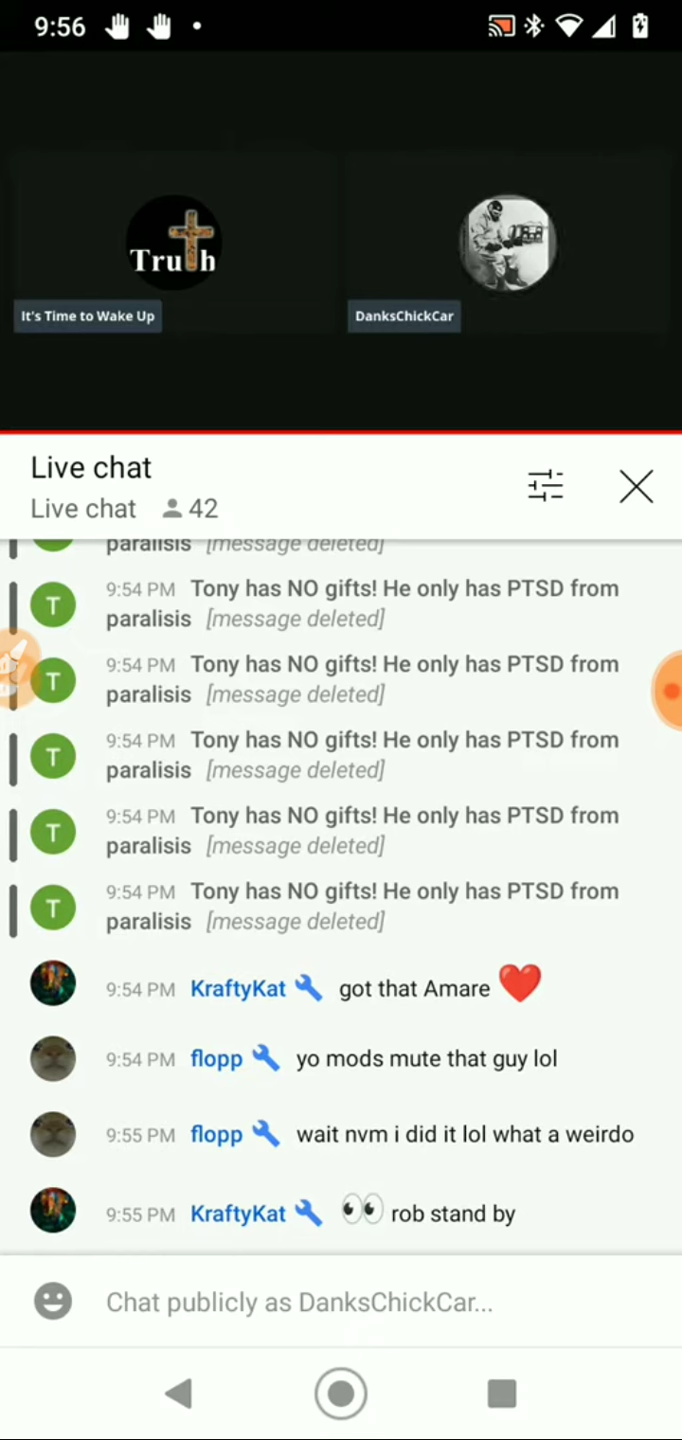 9:56
Truth
It's Time to Wake Up
DanksChickCar
Live chat
Live chat 42
paralisis [message deleted]
T 9:54 PM Tony has NO gifts! He only has PTSD from
paralisis [message deleted]
T 9:54 PM Tony has NO gifts! He only has PTSD from
paralisis [message deleted]
T 9:54 PM Tony has NO gifts! He only has PTSD from
paralisis [message deleted]
T 9:54 PM Tony has NO gifts! He only has PTSD from
paralisis [message deleted]
T 9:54 PM Tony has NO gifts! He only has PTSD from
paralisis [message deleted]
9:54 PM KraftyKat got that Amare ❤️
9:54 PM flopp yo mods mute that guy lol
9:55 PM flopp wait nvm i did it lol what a weirdo
9:55 PM KraftyKat 👀 rob stand by
Chat publicly as DanksChickCar...